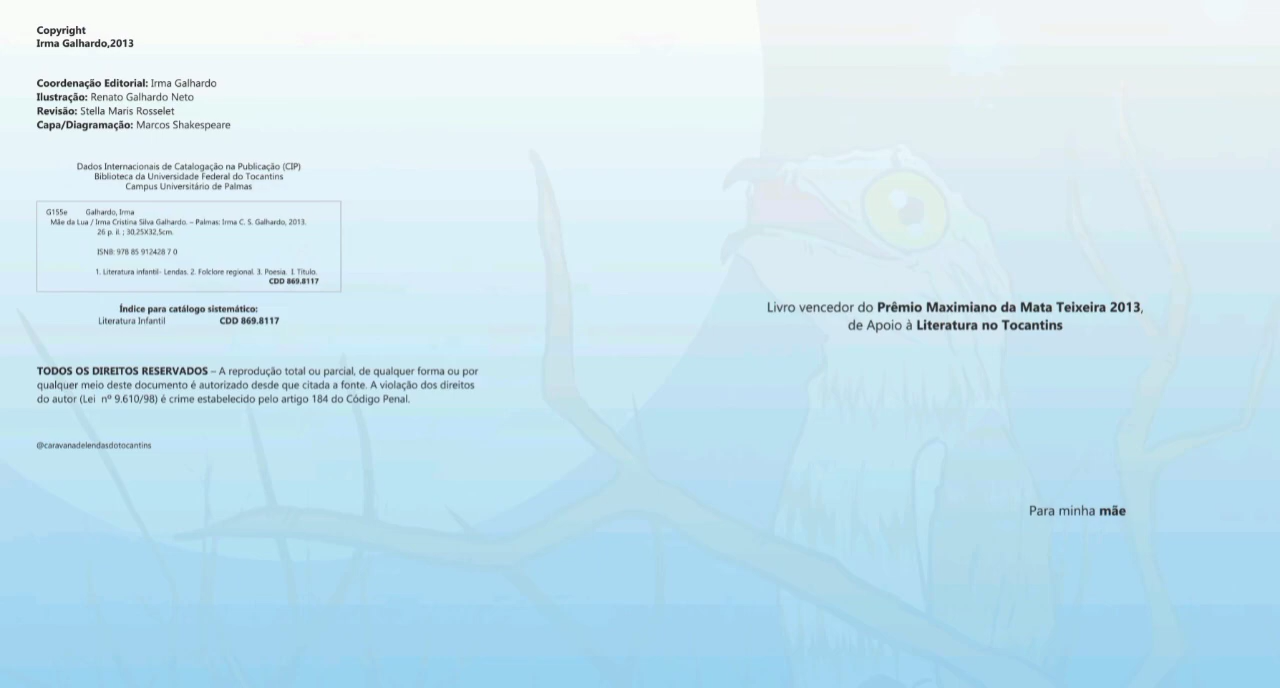 Copyright
Irma Galhardo,2013
Coordenação Editorial: Irma Galhardo
Ilustração: Renato Galhardo Neto
Revisão: Stella Maris Rosselet
Capa/Diagramação: Marcos Shakespeare
Dados Internacionais de Catalogação na Publicação (CIP)
Biblioteca da Universidade Federal do Tocantins
Campus Universitário de Palmas
G155e Galhardo, Irma
Mãe da Lua / Irma Cristina Silva Galhardo. – Palmas: Irma C. S. Galhardo, 2013.
26 p. il. ; 30,25X32,5cm.
ISNB: 978 85 912428 7 0
1. Literatura infantil- Lendas. 2. Folclore regional. 3. Poesia. I. Título.
CDD 869.8117
Índice para catálogo sistemático:
Literatura Infantil CDD 869.8117
TODOS OS DIREITOS RESERVADOS – A reprodução total ou parcial, de qualquer forma ou por
qualquer meio deste documento é autorizado desde que citada a fonte. A violação dos direitos
do autor (Lei nº 9.610/98) é crime estabelecido pelo artigo 184 do Código Penal.
@caravanadelendasdotocantins
Livro vencedor do Prêmio Maximiano da Mata Teixeira 2013,
de Apoio à Literatura no Tocantins
Para minha mãe